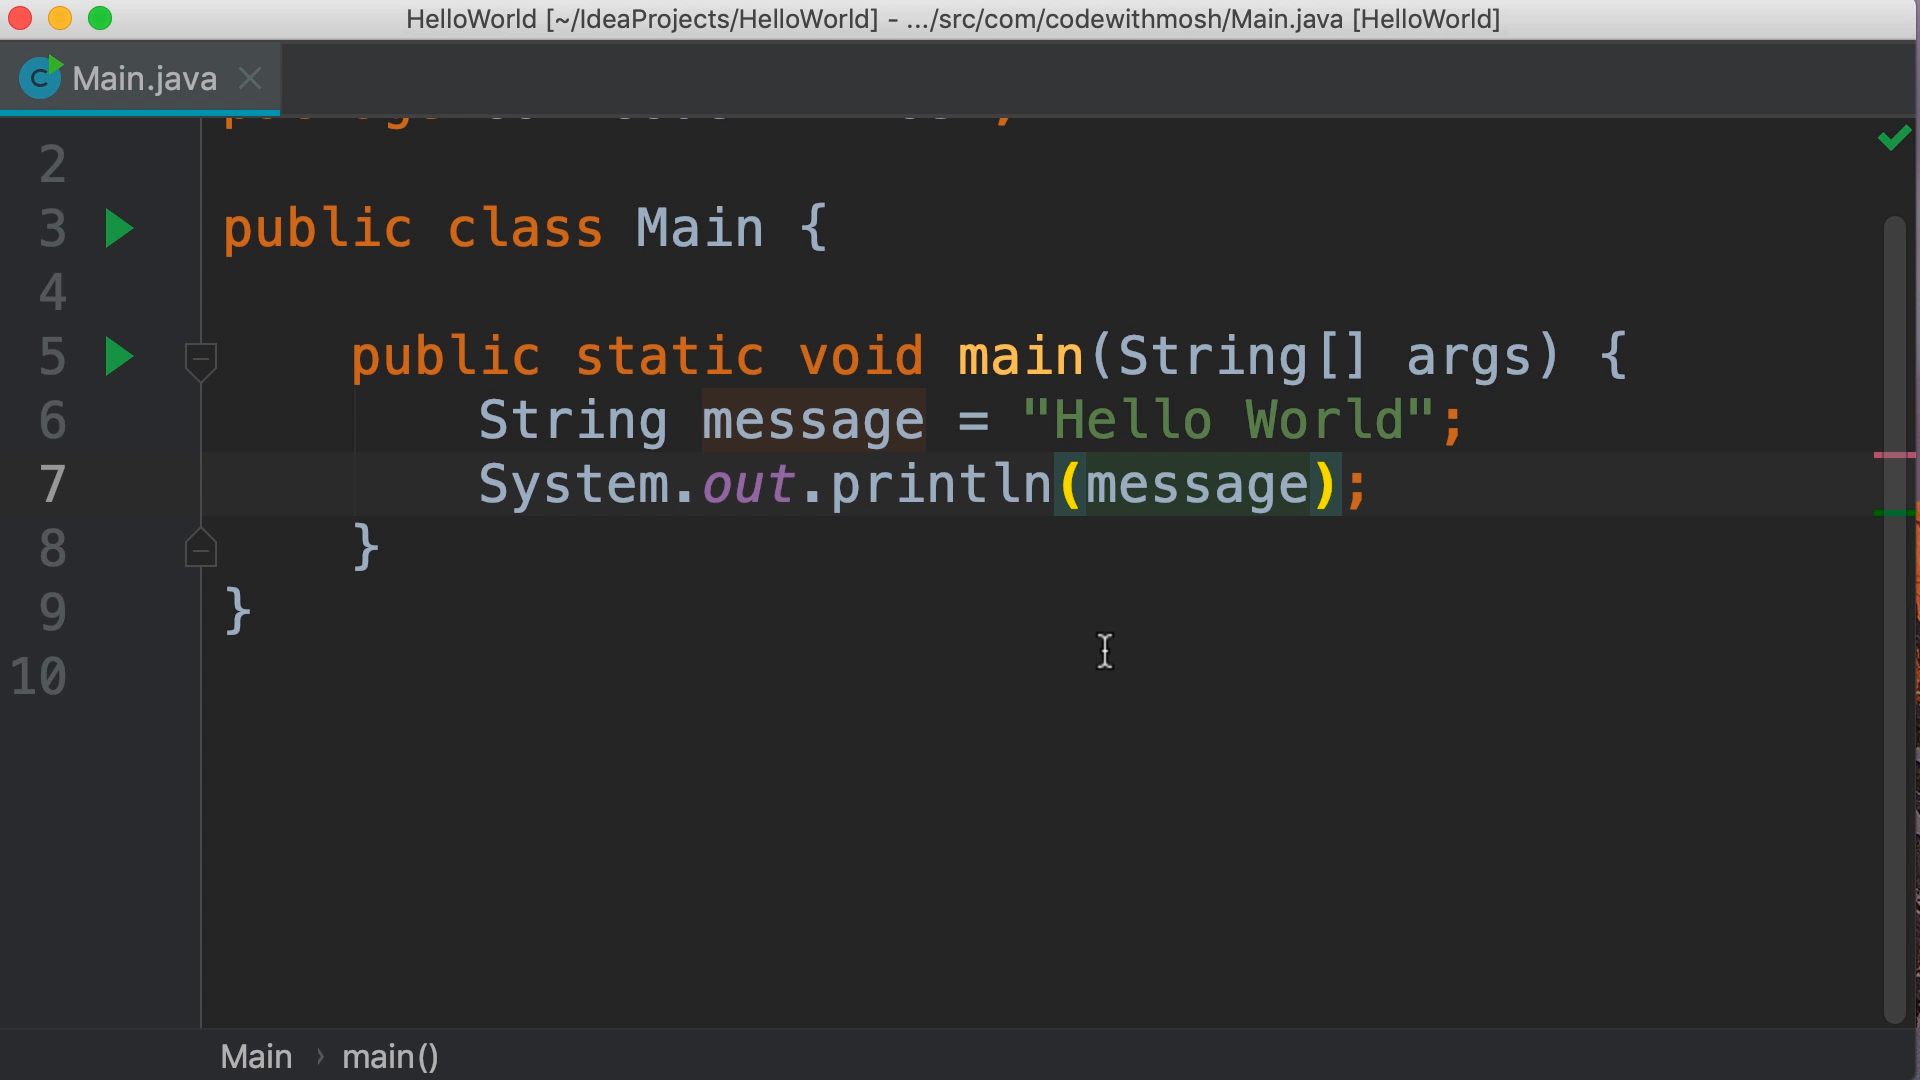 HelloWorld [~/IdeaProjects/HelloWorld] - .../src/com/codewithmosh/Main.java [HelloWorld]
Main.java
2
3 public class Main {
4
5 public static void main(String[] args) {
6 String message = "Hello World";
7 System.out.println(message);
8 }
9 }
10
Main › main()